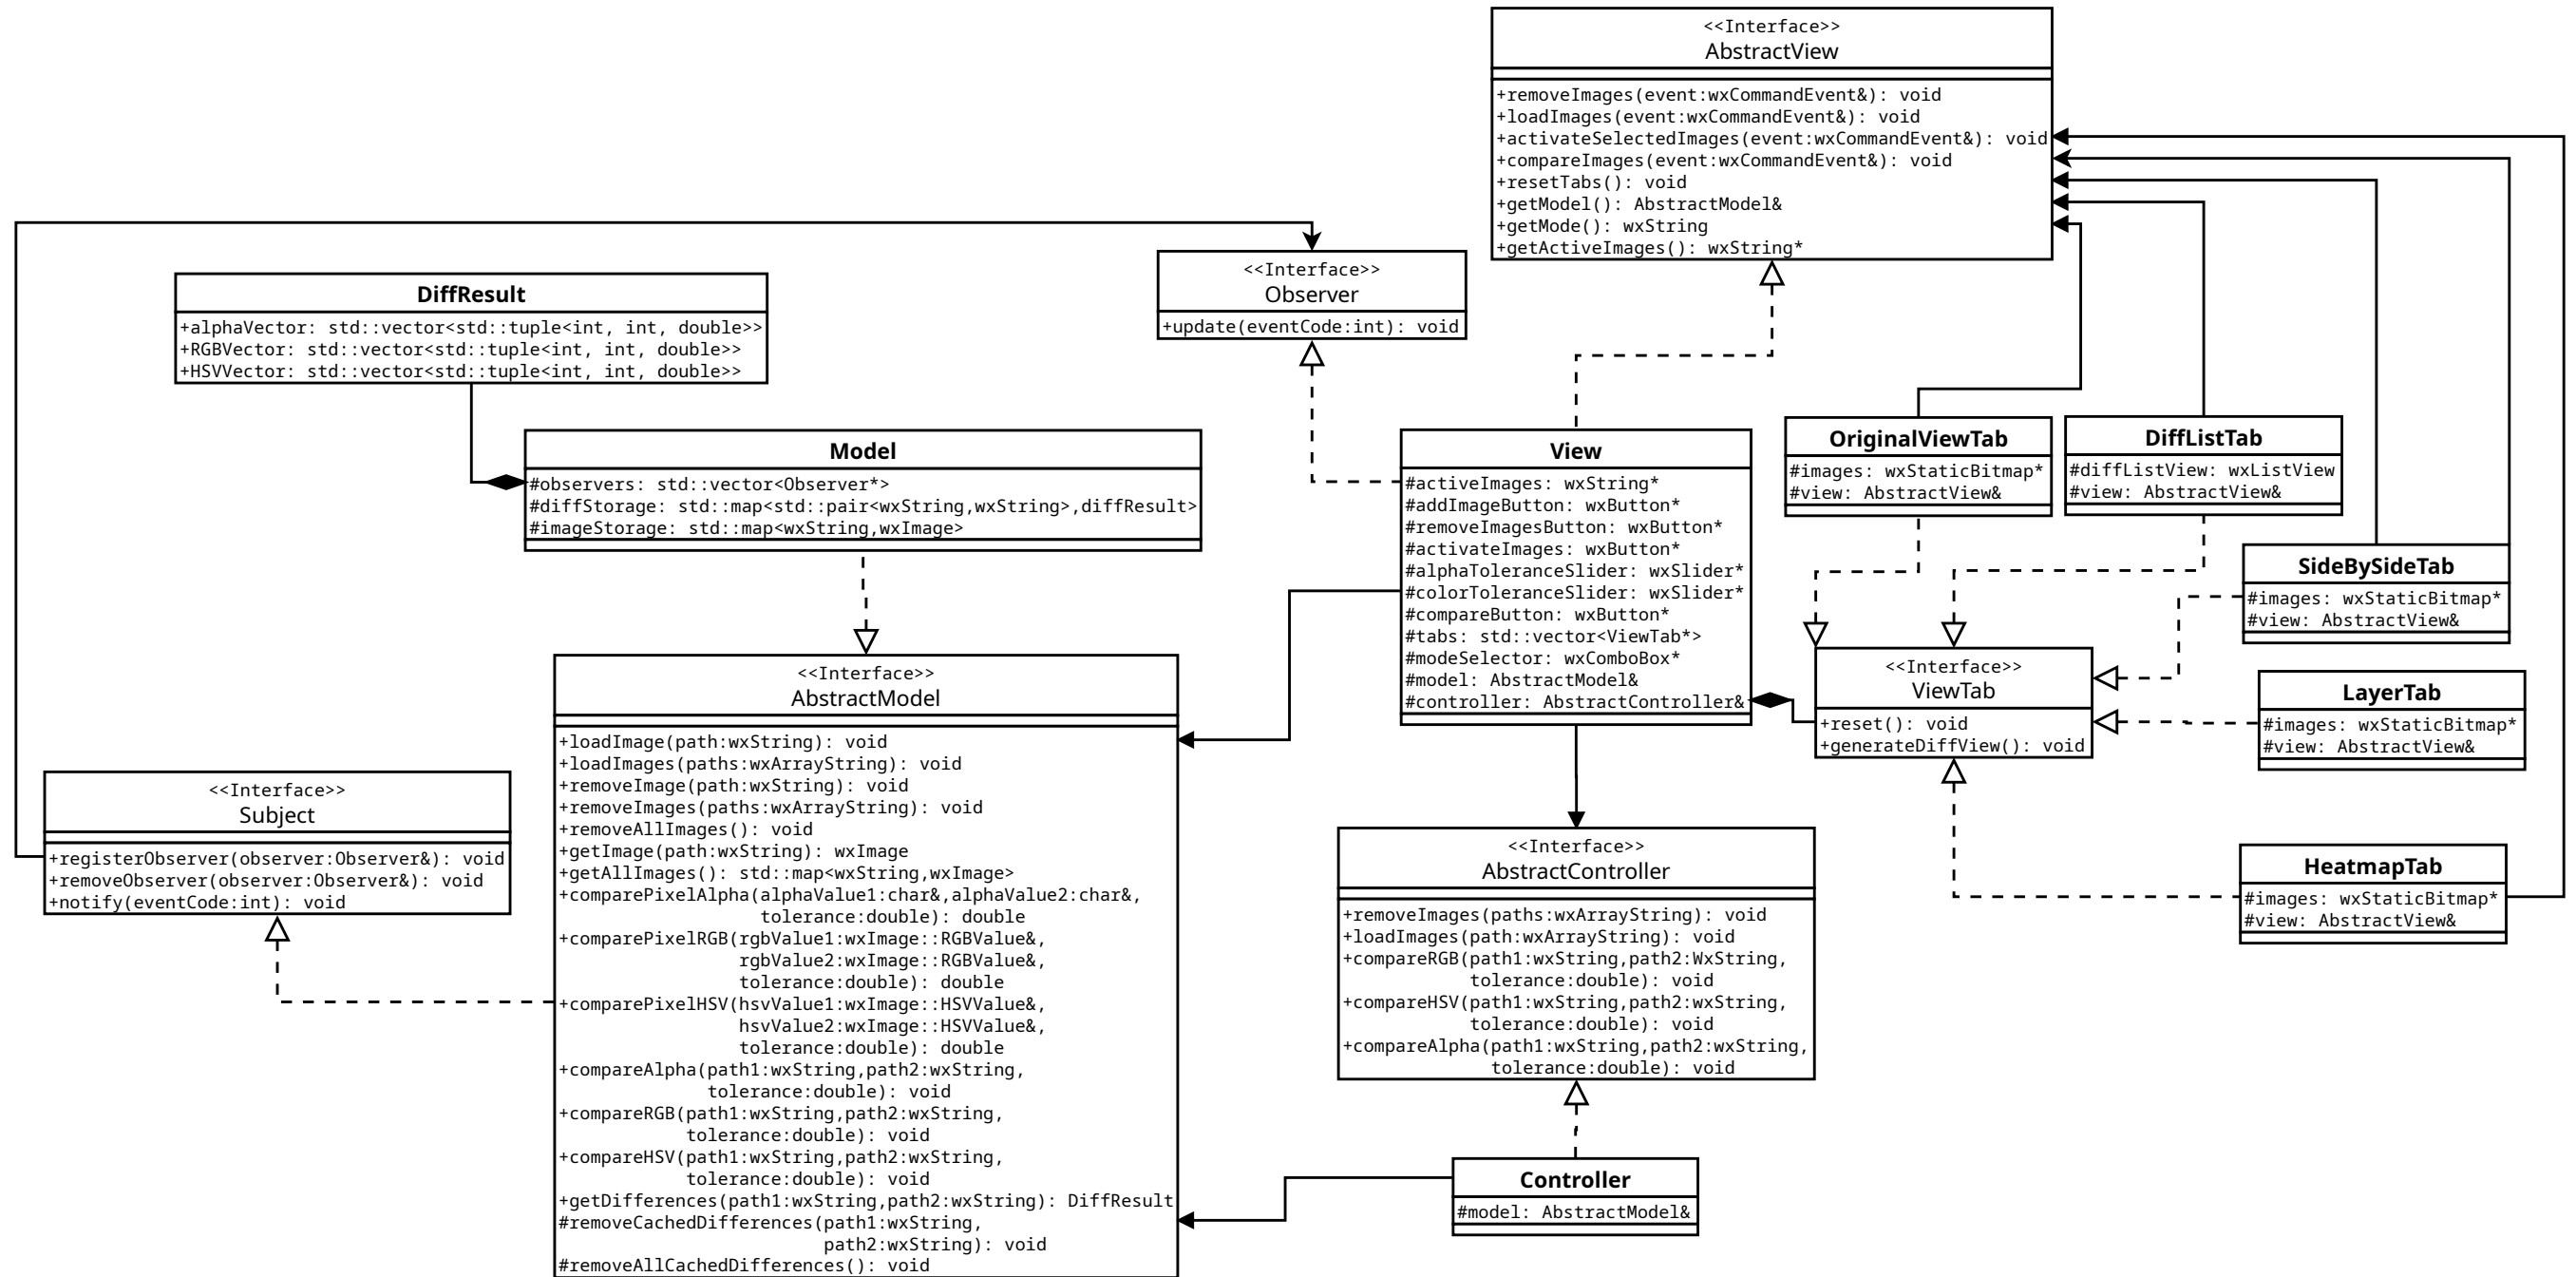 <<Interface>>
AbstractView
+removeImages(event:wxCommandEvent&): void
+loadImages(event:wxCommandEvent&): void
+activateSelectedImages(event:wxCommandEvent&): void
+compareImages(event:wxCommandEvent&): void
+resetTabs(): void
+getModel(): AbstractModel&
+getMode(): wxString
+getActiveImages(): wxString*
<<Interface>>
Observer
+update(eventCode:int): void
DiffResult
+alphaVector: std::vector<std::tuple<int, int, double>>
+RGBVector: std::vector<std::tuple<int, int, double>>
+HSVVector: std::vector<std::tuple<int, int, double>>
Model
#observers: std::vector<Observer*>
#diffStorage: std::map<std::pair<wxString,wxString>,diffResult>
#imageStorage: std::map<wxString,wxImage>
View
#activeImages: wxString*
#addImageButton: wxButton*
#removeImagesButton: wxButton*
#activateImages: wxButton*
#alphaToleranceSlider: wxSlider*
#colorToleranceSlider: wxSlider*
#compareButton: wxButton*
#tabs: std::vector<ViewTab*>
#modeSelector: wxComboBox*
#model: AbstractModel&
#controller: AbstractController&
OriginalViewTab
#images: wxStaticBitmap*
#view: AbstractView&
DiffListTab
#diffListView: wxListView
#view: AbstractView&
SideBySideTab
#images: wxStaticBitmap*
#view: AbstractView&
<<Interface>>
ViewTab
+reset(): void
+generateDiffView(): void
LayerTab
#images: wxStaticBitmap*
#view: AbstractView&
HeatmapTab
#images: wxStaticBitmap*
#view: AbstractView&
<<Interface>>
Subject
+registerObserver(observer:Observer&): void
+removeObserver(observer:Observer&): void
+notify(eventCode:int): void
<<Interface>>
AbstractModel
+loadImage(path:wxString): void
+loadImages(paths:wxArrayString): void
+removeImage(path:wxString): void
+removeImages(paths:wxArrayString): void
+removeAllImages(): void
+getImage(path:wxString): wxImage
+getAllImages(): std::map<wxString,wxImage>
+comparePixelAlpha(alphaValue1:char&,alphaValue2:char&,
tolerance:double): double
+comparePixelRGB(rgbValue1:wxImage::RGBValue&,
rgbValue2:wxImage::RGBValue&,
tolerance:double): double
+comparePixelHSV(hsvValue1:wxImage::HSVValue&,
hsvValue2:wxImage::HSVValue&,
tolerance:double): double
+compareAlpha(path1:wxString,path2:wxString,
tolerance:double): void
+compareRGB(path1:wxString,path2:wxString,
tolerance:double): void
+compareHSV(path1:wxString,path2:wxString,
tolerance:double): void
+getDifferences(path1:wxString,path2:wxString): DiffResult
#removeCachedDifferences(path1:wxString,
path2:wxString): void
#removeAllCachedDifferences(): void
<<Interface>>
AbstractController
+removeImages(paths:wxArrayString): void
+loadImages(path:wxArrayString): void
+compareRGB(path1:wxString,path2:WxString,
tolerance:double): void
+compareHSV(path1:wxString,path2:wxString,
tolerance:double): void
+compareAlpha(path1:wxString,path2:wxString,
tolerance:double): void
Controller
#model: AbstractModel&